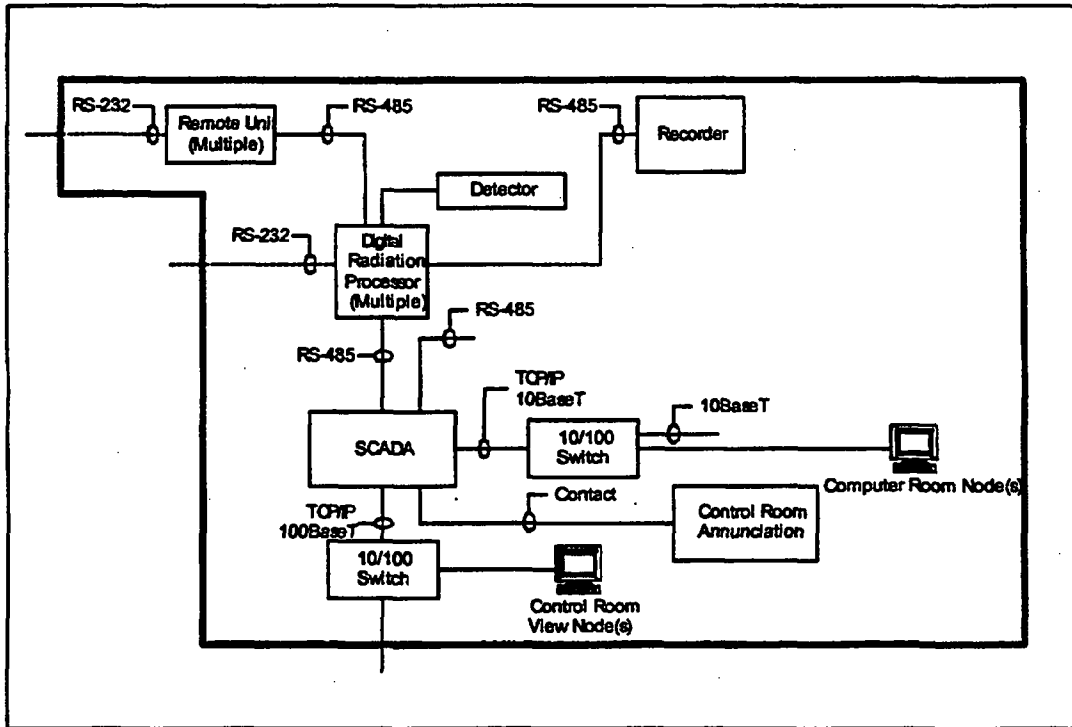 RS-232
RS-485
RS-485
Remote Uni
(Multiple)
Recorder
Detector
RS-232
Digital
Radiation
Processor
(Multiple)
RS-485
RS-485
TCP/IP
10BaseT
10BaseT
SCADA
10/100
Switch
Computer Room Node(s)
Contact
Control Room
Annunciation
TCP/IP
100BaseT
10/100
Switch
Control Room
View Node(s)